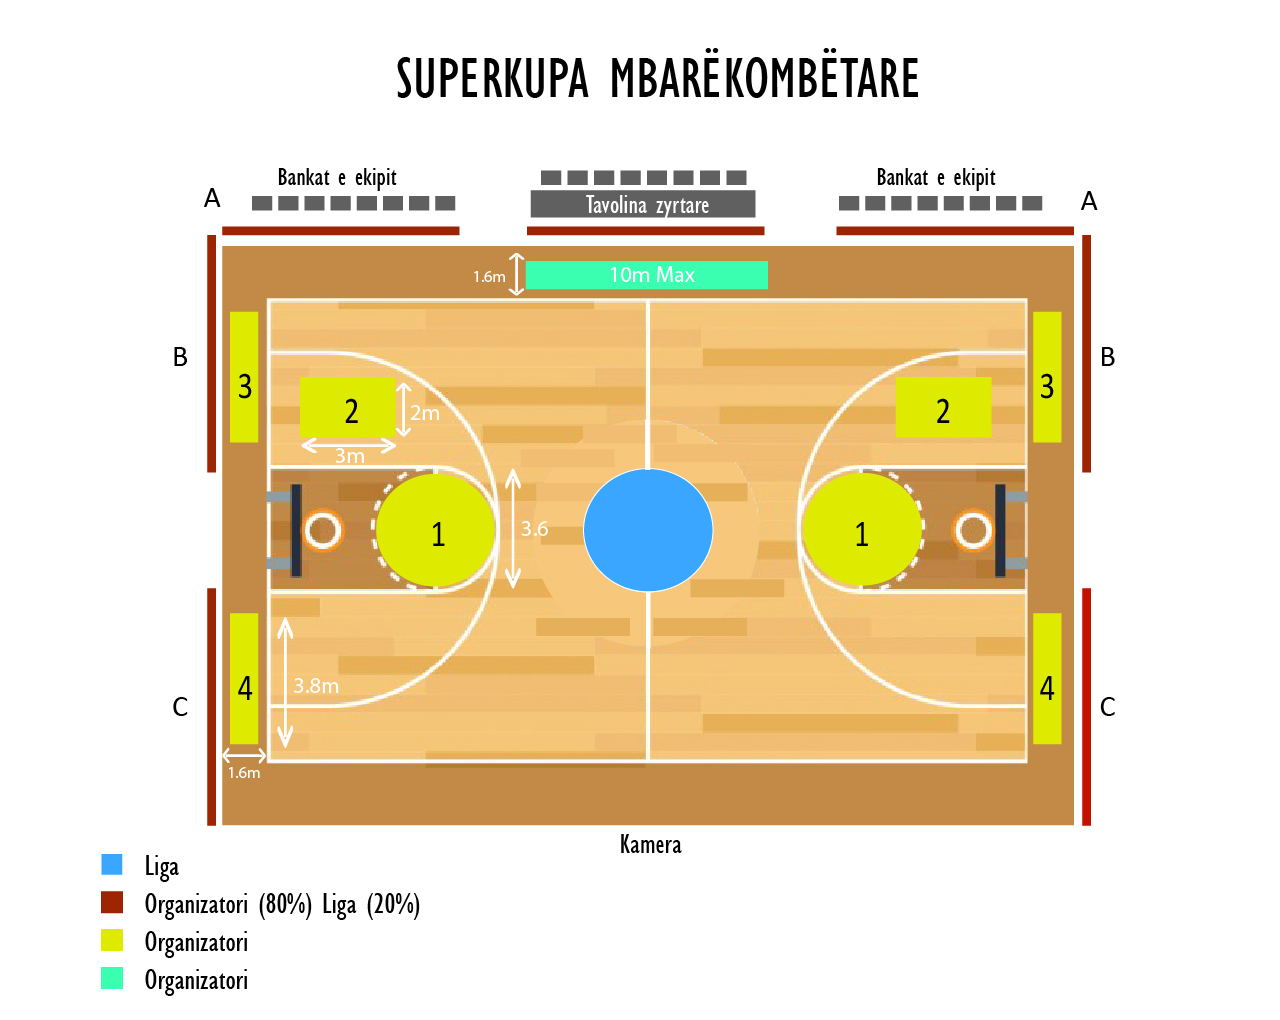 SUPERKUPA MBARËKOMBËTARE
Bankat e ekipit
Bankat e ekipit
A
Tavolina zyrtare
A
1.6m
10m Max
B
B
3
3
2
2m
2
3m
1
3.6
1
4
4
3.8m
C
C
1.6m
Kamera
Liga
Organizatori (80%) Liga (20%)
Organizatori
Organizatori